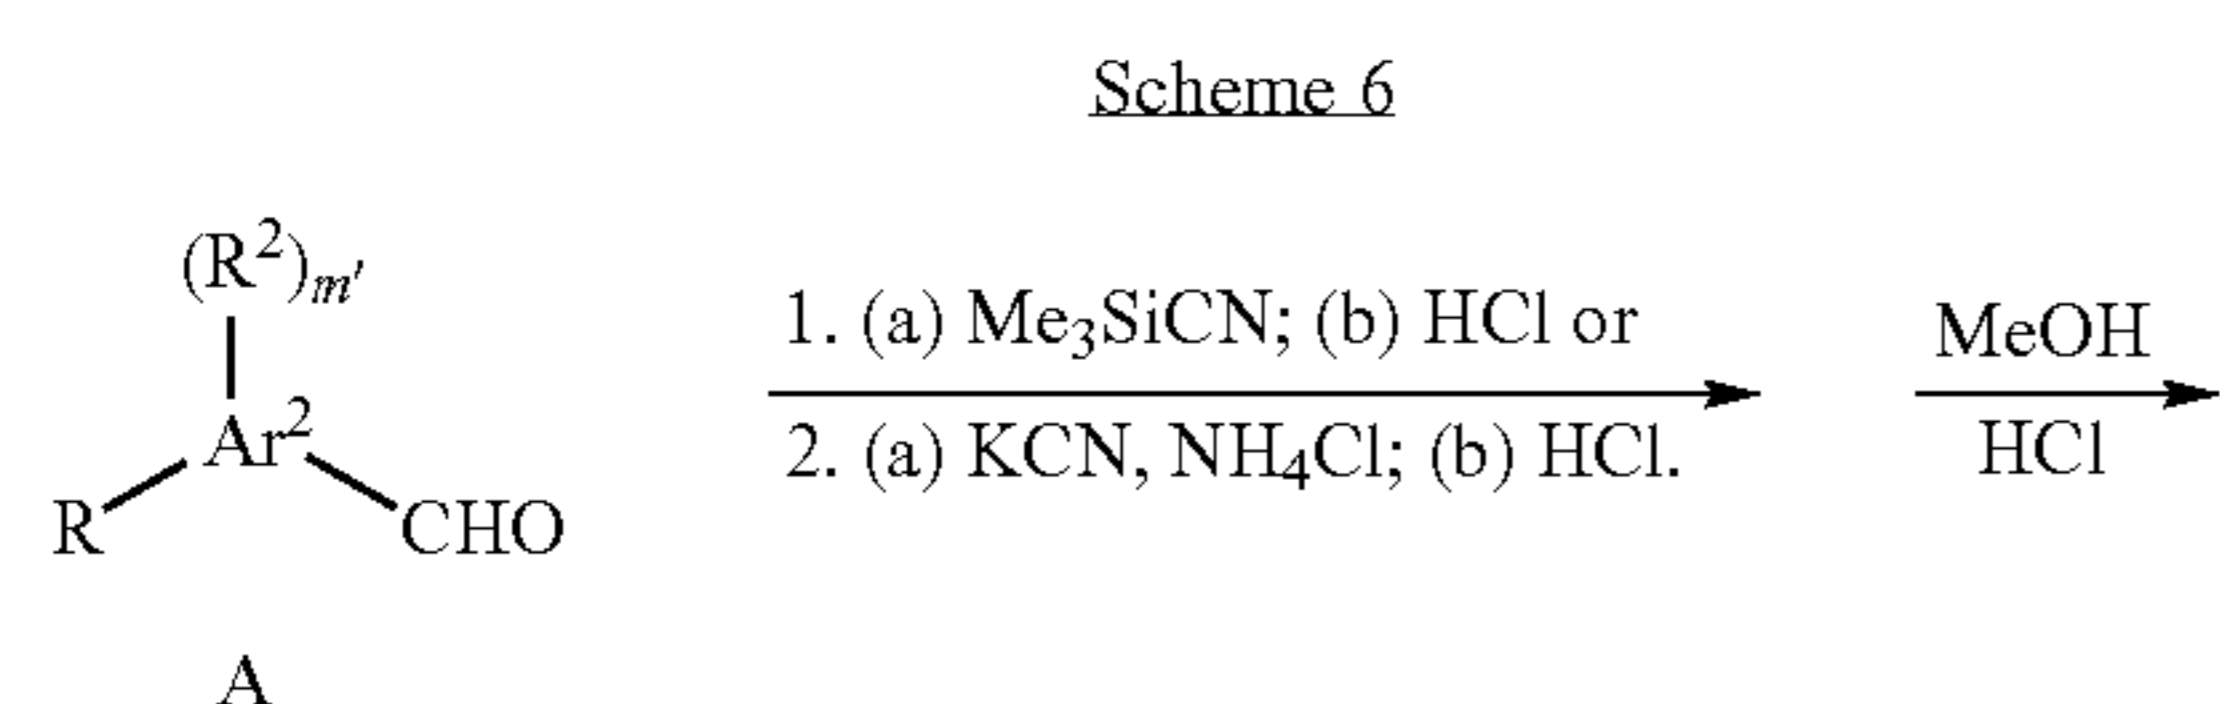 Scheme 6
(R²)m'
1. (a) Me₃SiCN; (b) HCl or
MeOH
Ar²
2. (a) KCN, NH₄Cl; (b) HCl.
HCl
R
CHO
A